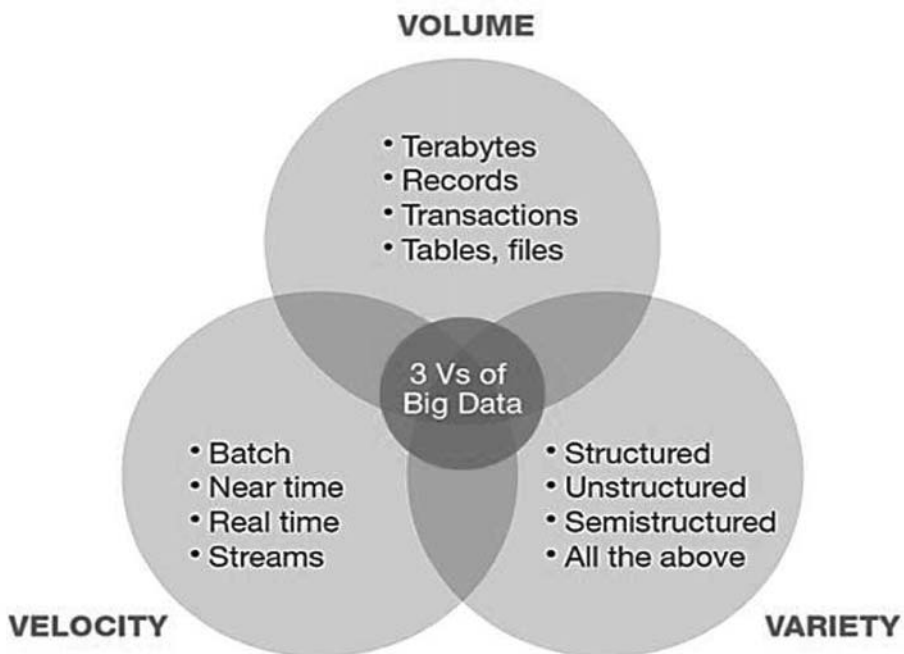 VOLUME
• Terabytes
• Records
• Transactions
• Tables, files
3 Vs of
Big Data
• Batch
• Near time
• Real time
• Streams
• Structured
• Unstructured
• Semistructured
• All the above
VELOCITY
VARIETY